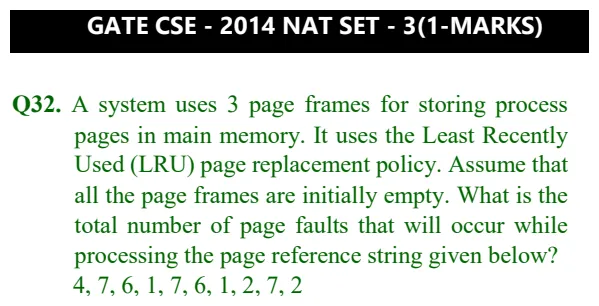 GATE CSE - 2014 NAT SET - 3(1-MARKS)
Q32. A system uses 3 page frames for storing process
pages in main memory. It uses the Least Recently
Used (LRU) page replacement policy. Assume that
all the page frames are initially empty. What is the
total number of page faults that will occur while
processing the page reference string given below?
4, 7, 6, 1, 7, 6, 1, 2, 7, 2